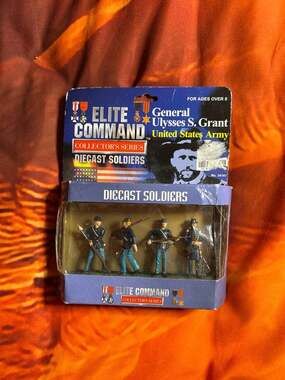 FOR AGES OVER 8
ELITE
COMMAND
COLLECTOR'S SERIES
DIECAST SOLDIERS
General
Ulysses S. Grant
United States Army
DIECAST SOLDIERS
ELITE COMMAND
COLLECTOR'S SERIES